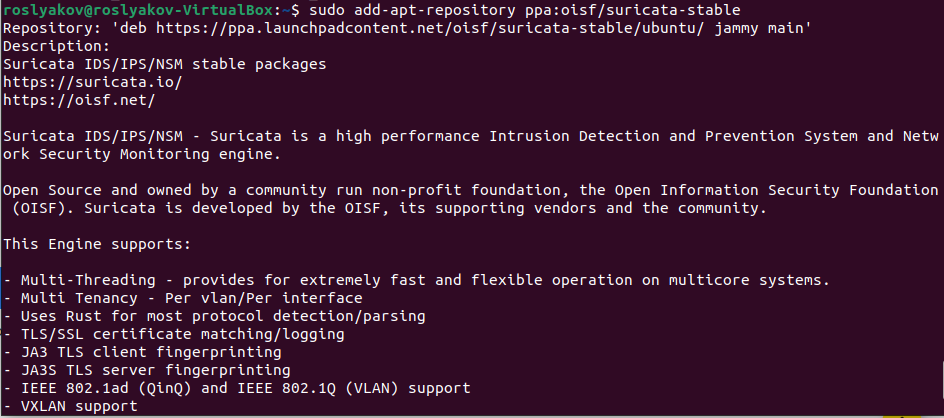 roslyakov@roslyakov-VirtualBox:~$ sudo add-apt-repository ppa:oisf/suricata-stable
Repository: 'deb https://ppa.launchpadcontent.net/oisf/suricata-stable/ubuntu/ jammy main'
Description:
Suricata IDS/IPS/NSM stable packages
https://suricata.io/
https://oisf.net/

Suricata IDS/IPS/NSM - Suricata is a high performance Intrusion Detection and Prevention System and Netw
ork Security Monitoring engine.

Open Source and owned by a community run non-profit foundation, the Open Information Security Foundation
 (OISF). Suricata is developed by the OISF, its supporting vendors and the community.

This Engine supports:

- Multi-Threading - provides for extremely fast and flexible operation on multicore systems.
- Multi Tenancy - Per vlan/Per interface
- Uses Rust for most protocol detection/parsing
- TLS/SSL certificate matching/logging
- JA3 TLS client fingerprinting
- JA3S TLS server fingerprinting
- IEEE 802.1ad (QinQ) and IEEE 802.1Q (VLAN) support
- VXLAN support